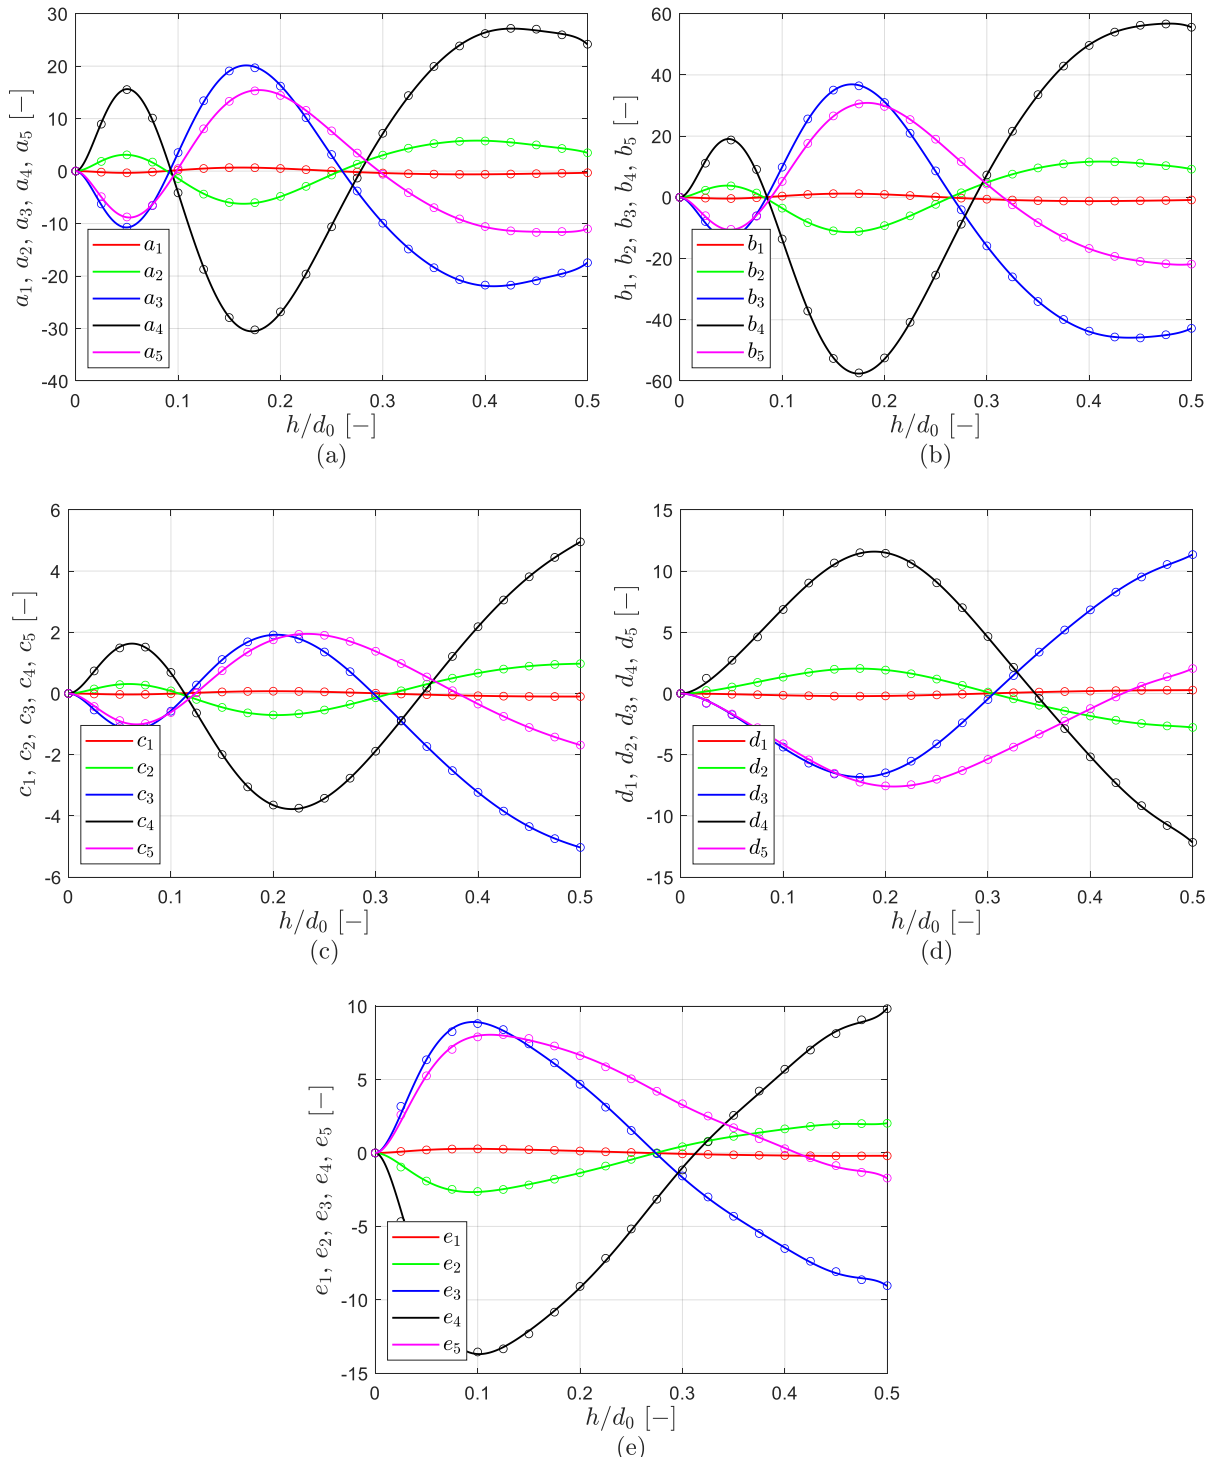 30
20
10
0
-10
-20
-30
-40
a1, a2, a3, a4, a5 [−]
a1
a2
a3
a4
a5
0 0.1 0.2 0.3 0.4 0.5
h/d0 [−]
(a)
60
40
20
0
-20
-40
-60
b1, b2, b3, b4, b5 [−]
b1
b2
b3
b4
b5
0 0.1 0.2 0.3 0.4 0.5
h/d0 [−]
(b)
6
4
2
0
-2
-4
-6
c1, c2, c3, c4, c5 [−]
c1
c2
c3
c4
c5
0 0.1 0.2 0.3 0.4 0.5
h/d0 [−]
(c)
15
10
5
0
-5
-10
-15
d1, d2, d3, d4, d5 [−]
d1
d2
d3
d4
d5
0 0.1 0.2 0.3 0.4 0.5
h/d0 [−]
(d)
10
5
0
-5
-10
-15
e1, e2, e3, e4, e5 [−]
e1
e2
e3
e4
e5
0 0.1 0.2 0.3 0.4 0.5
h/d0 [−]
(e)